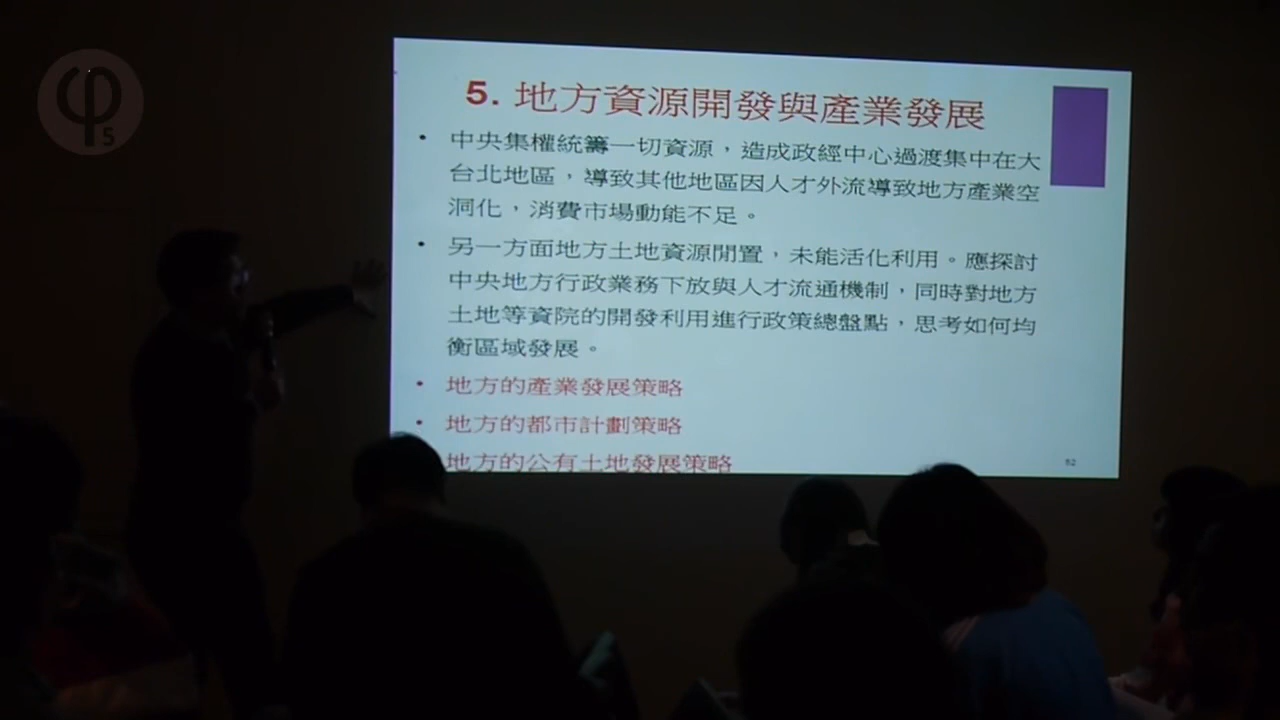 φ5
5. 地方資源開發與產業發展
• 中央集權統籌一切資源，造成政經中心過渡集中在大
台北地區，導致其他地區因人才外流導致地方產業空
洞化，消費市場動能不足。
• 另一方面地方土地資源閒置，未能活化利用。應探討
中央地方行政業務下放與人才流通機制，同時對地方
土地等資院的開發利用進行政策總盤點，思考如何均
衡區域發展。
• 地方的產業發展策略
• 地方的都市計劃策略
地方的公有土地發展策略
52